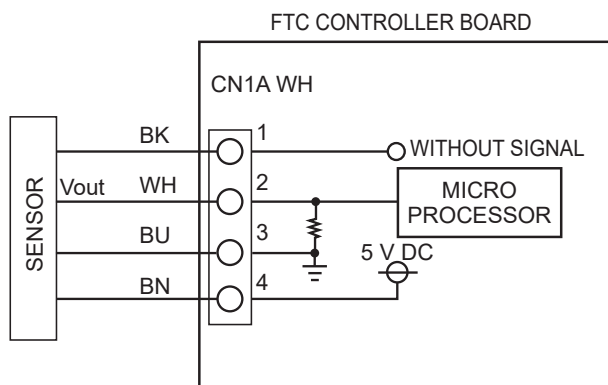 FTC CONTROLLER BOARD
CN1A WH
BK
1
WITHOUT SIGNAL
Vout
WH
2
MICRO
PROCESSOR
SENSOR
BU
3
5 V DC
BN
4